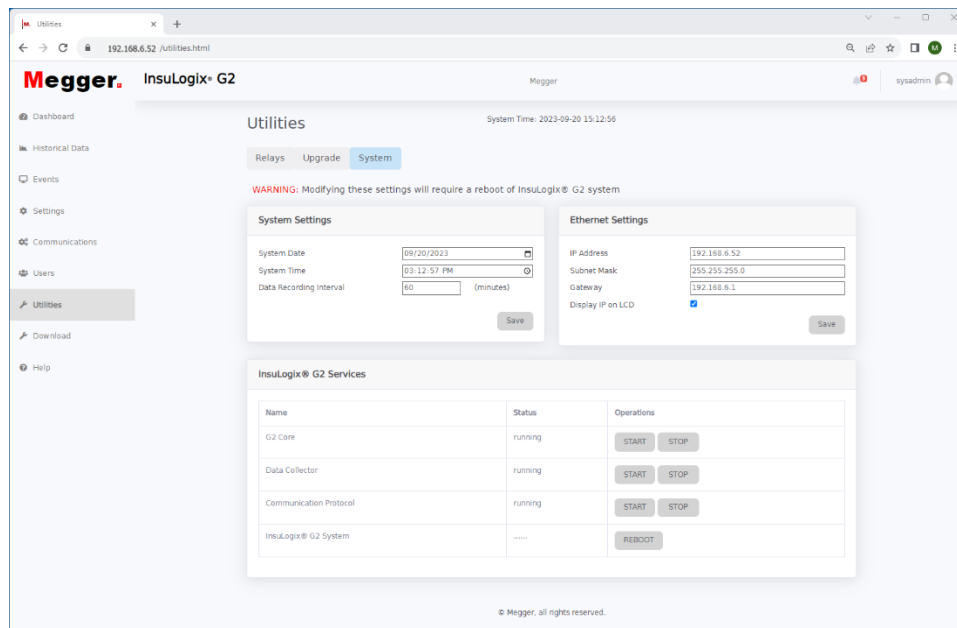 Utilities
192.168.6.52 /utilities.html
M
Megger.
InsuLogix® G2
Megger
sysadmin
Dashboard
Historical Data
Events
Settings
Communications
Users
Utilities
Download
Help
Utilities
System Time: 2023-09-20 15:12:56
Relays Upgrade System
WARNING: Modifying these settings will require a reboot of InsuLogix® G2 system
System Settings
System Date 09/20/2023
System Time 03:12:57 PM
Data Recording Interval 60 (minutes)
Save
Ethernet Settings
IP Address 192.168.6.52
Subnet Mask 255.255.255.0
Gateway 192.168.6.1
Display IP on LCD
Save
InsuLogix® G2 Services
Name Status Operations
G2 Core running START STOP
Data Collector running START STOP
Communication Protocol running START STOP
InsuLogix® G2 System ...... REBOOT
© Megger, all rights reserved.